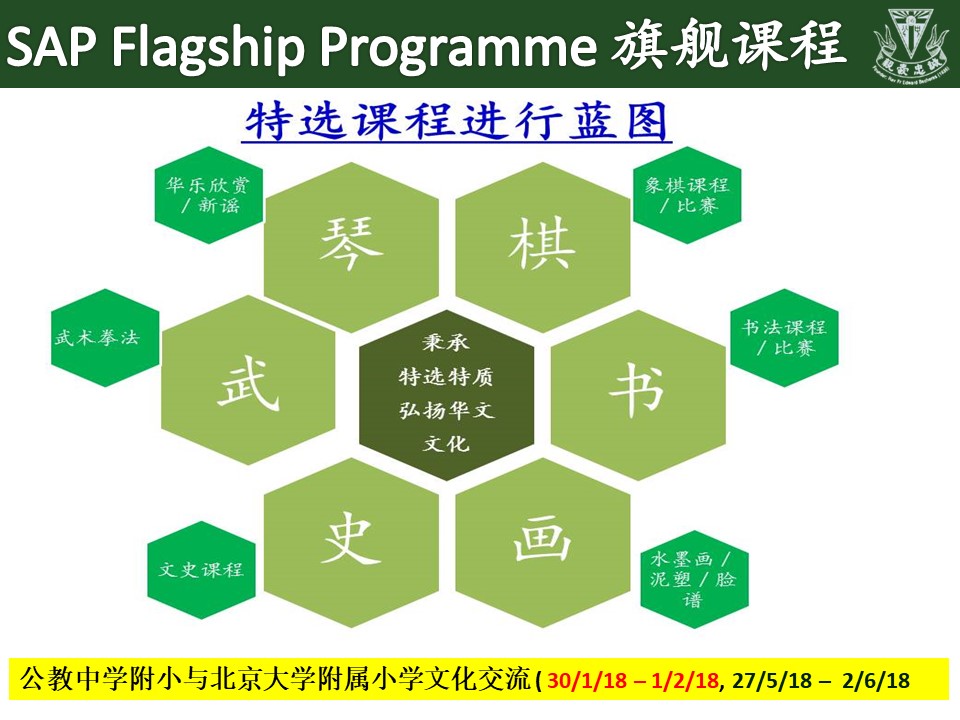 SAP Flagship Programme 旗舰课程
特选课程进行蓝图
华乐欣赏
/ 新谣
琴
棋
象棋课程
/ 比赛
武术拳法
武
秉承
特选特质
弘扬华文
文化
书
书法课程
/ 比赛
文史课程
史
画
水墨画 /
泥塑 / 脸
谱
公教中学附小与北京大学附属小学文化交流 ( 30/1/18 – 1/2/18, 27/5/18 – 2/6/18